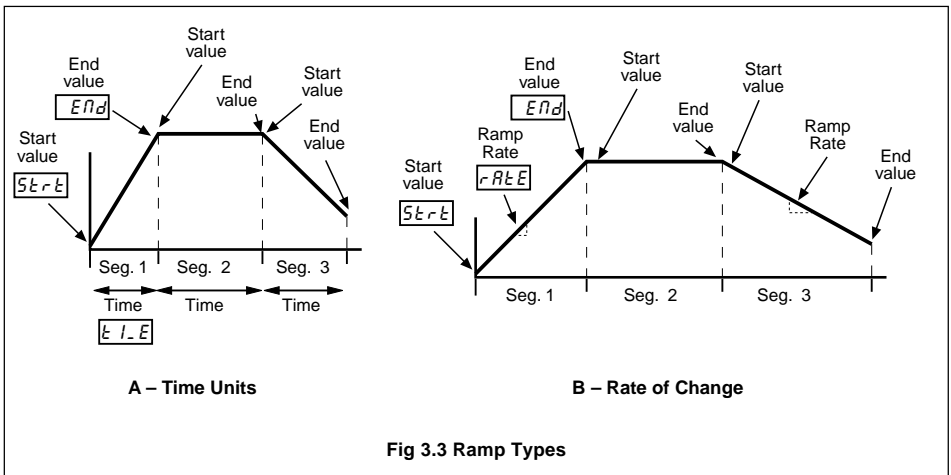 Start
value
End
value
ENd
Start
value
Strt
End
value
Start
value
End
value
Seg. 1
Seg. 2
Seg. 3
Time
Time
Time
tI_E
A – Time Units
Start
value
Strt
Ramp
Rate
rAtE
End
value
ENd
Start
value
End
value
Start
value
Ramp
Rate
End
value
Seg. 1
Seg. 2
Seg. 3
B – Rate of Change
Fig 3.3 Ramp Types